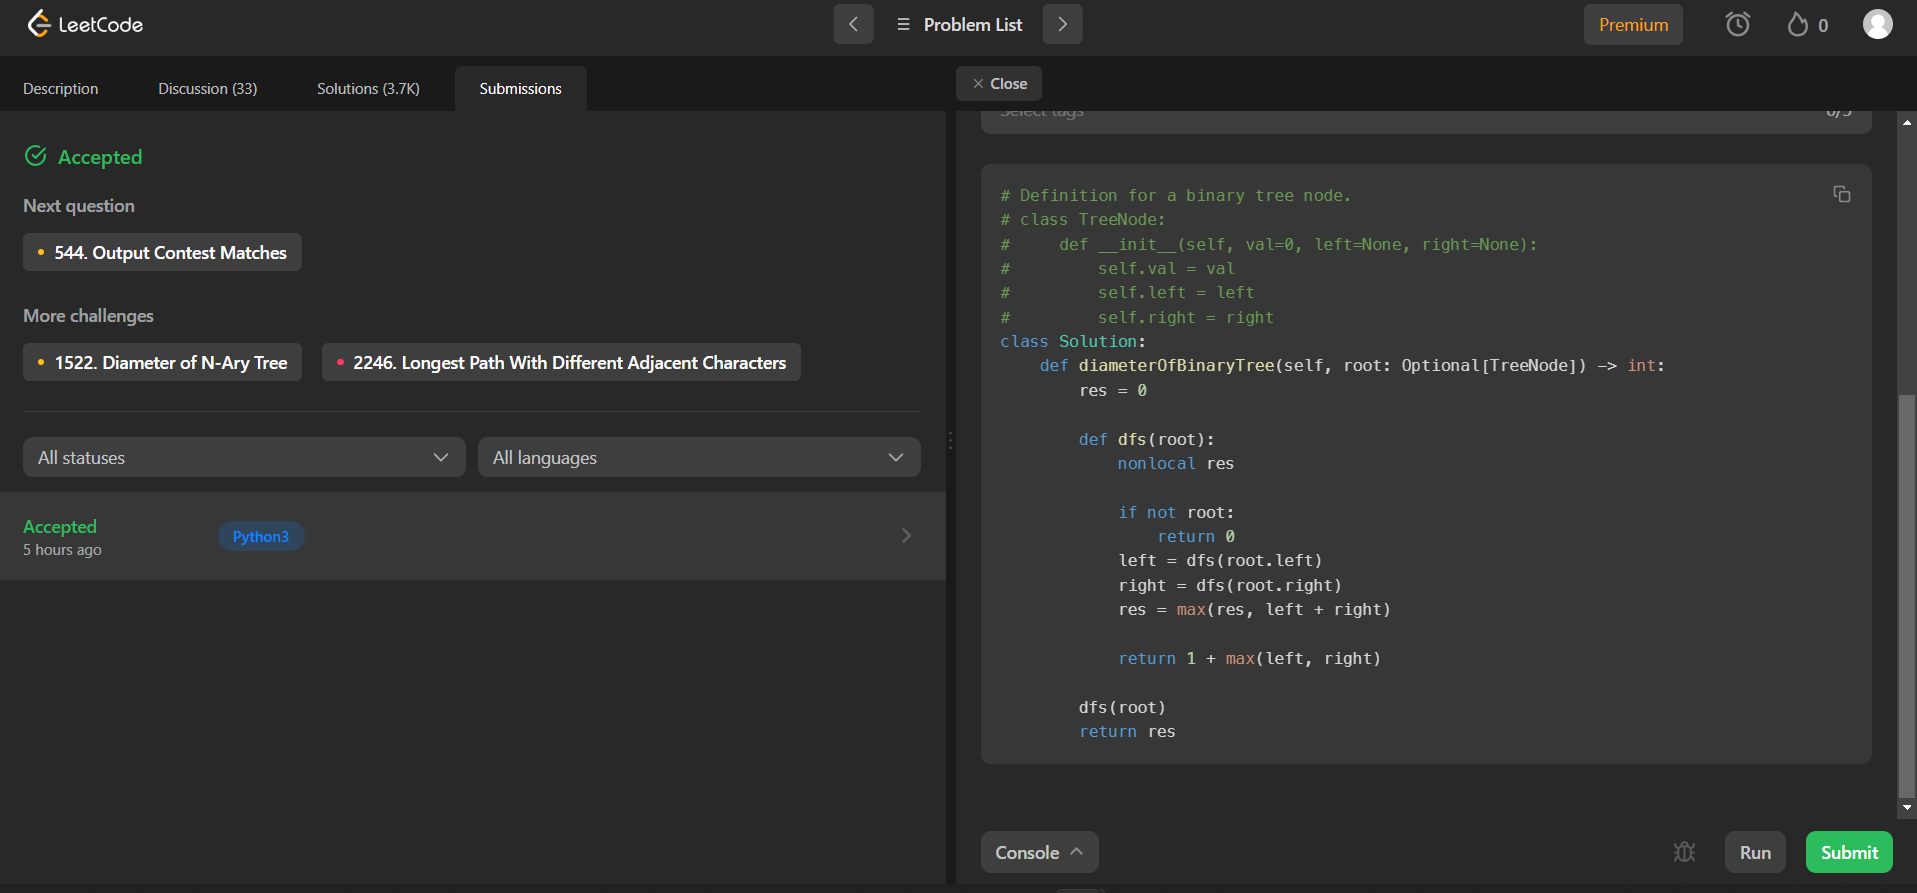 LeetCode
Problem List
Premium
0
Description
Discussion (33)
Solutions (3.7K)
Submissions
Close
Select tags
0/5
Accepted
Next question
544. Output Contest Matches
More challenges
1522. Diameter of N-Ary Tree
2246. Longest Path With Different Adjacent Characters
All statuses
All languages
Accepted
5 hours ago
Python3
# Definition for a binary tree node.
# class TreeNode:
#     def __init__(self, val=0, left=None, right=None):
#         self.val = val
#         self.left = left
#         self.right = right
class Solution:
    def diameterOfBinaryTree(self, root: Optional[TreeNode]) -> int:
        res = 0
        def dfs(root):
            nonlocal res
            if not root:
                return 0
            left = dfs(root.left)
            right = dfs(root.right)
            res = max(res, left + right)
            return 1 + max(left, right)
        dfs(root)
        return res
Console
Run
Submit